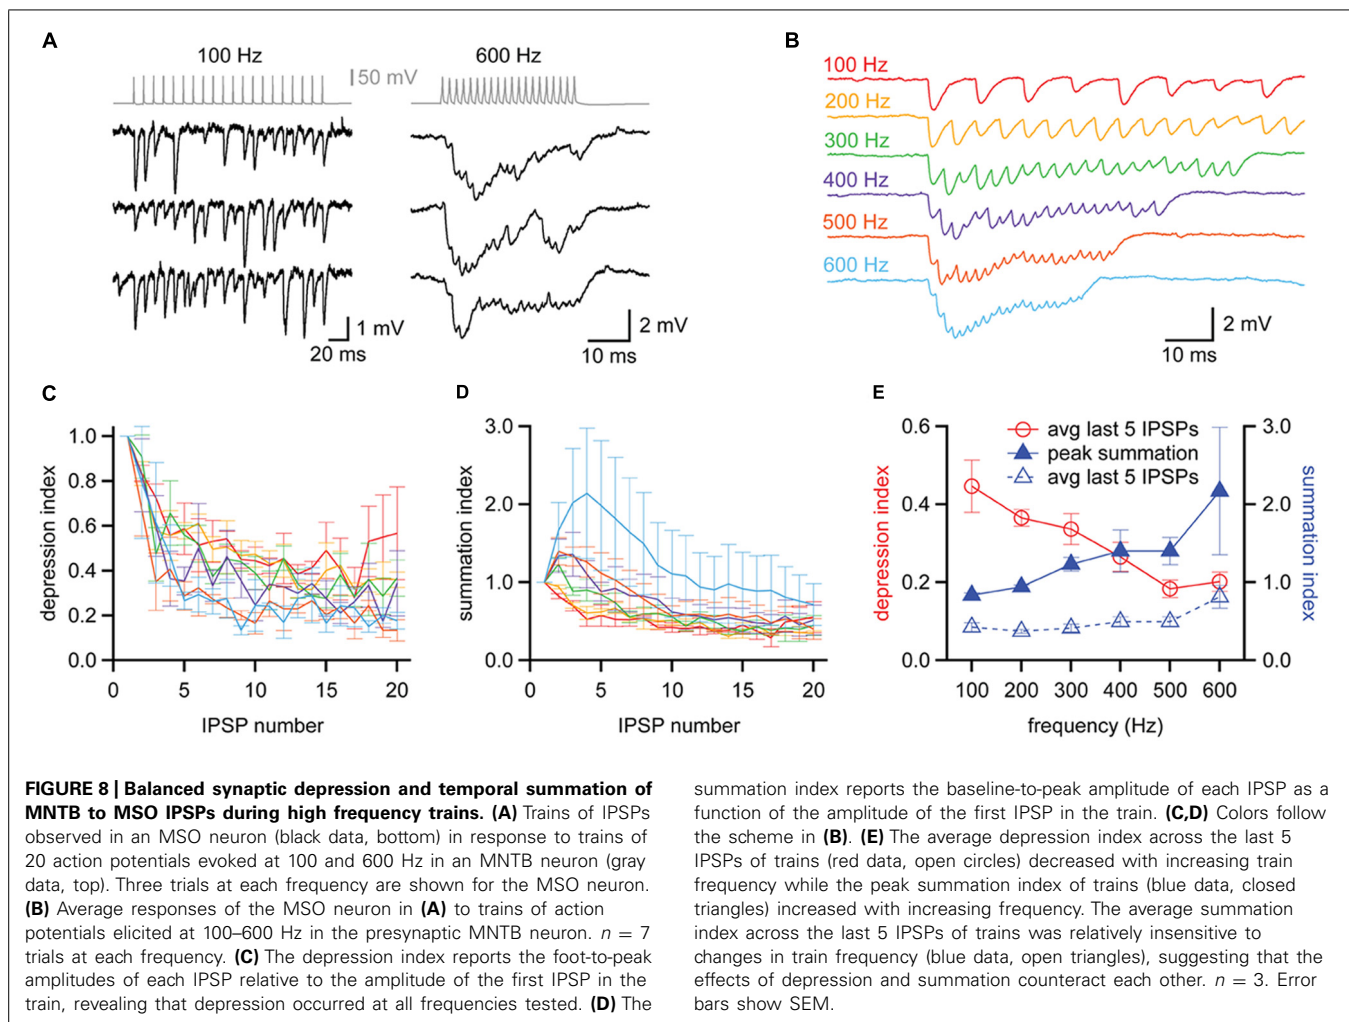 A
100 Hz
50 mV
600 Hz
1 mV
20 ms
2 mV
10 ms
B
100 Hz
200 Hz
300 Hz
400 Hz
500 Hz
600 Hz
2 mV
10 ms
C
depression index
1.0
0.8
0.6
0.4
0.2
0.0
0 5 10 15 20
IPSP number
D
summation index
3.0
2.0
1.0
0.0
0 5 10 15 20
IPSP number
E
avg last 5 IPSPs
peak summation
avg last 5 IPSPs
depression index
0.6
0.4
0.2
0.0
summation index
3.0
2.0
1.0
0.0
100 200 300 400 500 600
frequency (Hz)
FIGURE 8 | Balanced synaptic depression and temporal summation of
MNTB to MSO IPSPs during high frequency trains. (A) Trains of IPSPs
observed in an MSO neuron (black data, bottom) in response to trains of
20 action potentials evoked at 100 and 600 Hz in an MNTB neuron (gray
data, top). Three trials at each frequency are shown for the MSO neuron.
(B) Average responses of the MSO neuron in (A) to trains of action
potentials elicited at 100–600 Hz in the presynaptic MNTB neuron. n = 7
trials at each frequency. (C) The depression index reports the foot-to-peak
amplitudes of each IPSP relative to the amplitude of the first IPSP in the
train, revealing that depression occurred at all frequencies tested. (D) The
summation index reports the baseline-to-peak amplitude of each IPSP as a
function of the amplitude of the first IPSP in the train. (C,D) Colors follow
the scheme in (B). (E) The average depression index across the last 5
IPSPs of trains (red data, open circles) decreased with increasing train
frequency while the peak summation index of trains (blue data, closed
triangles) increased with increasing frequency. The average summation
index across the last 5 IPSPs of trains was relatively insensitive to
changes in train frequency (blue data, open triangles), suggesting that the
effects of depression and summation counteract each other. n = 3. Error
bars show SEM.